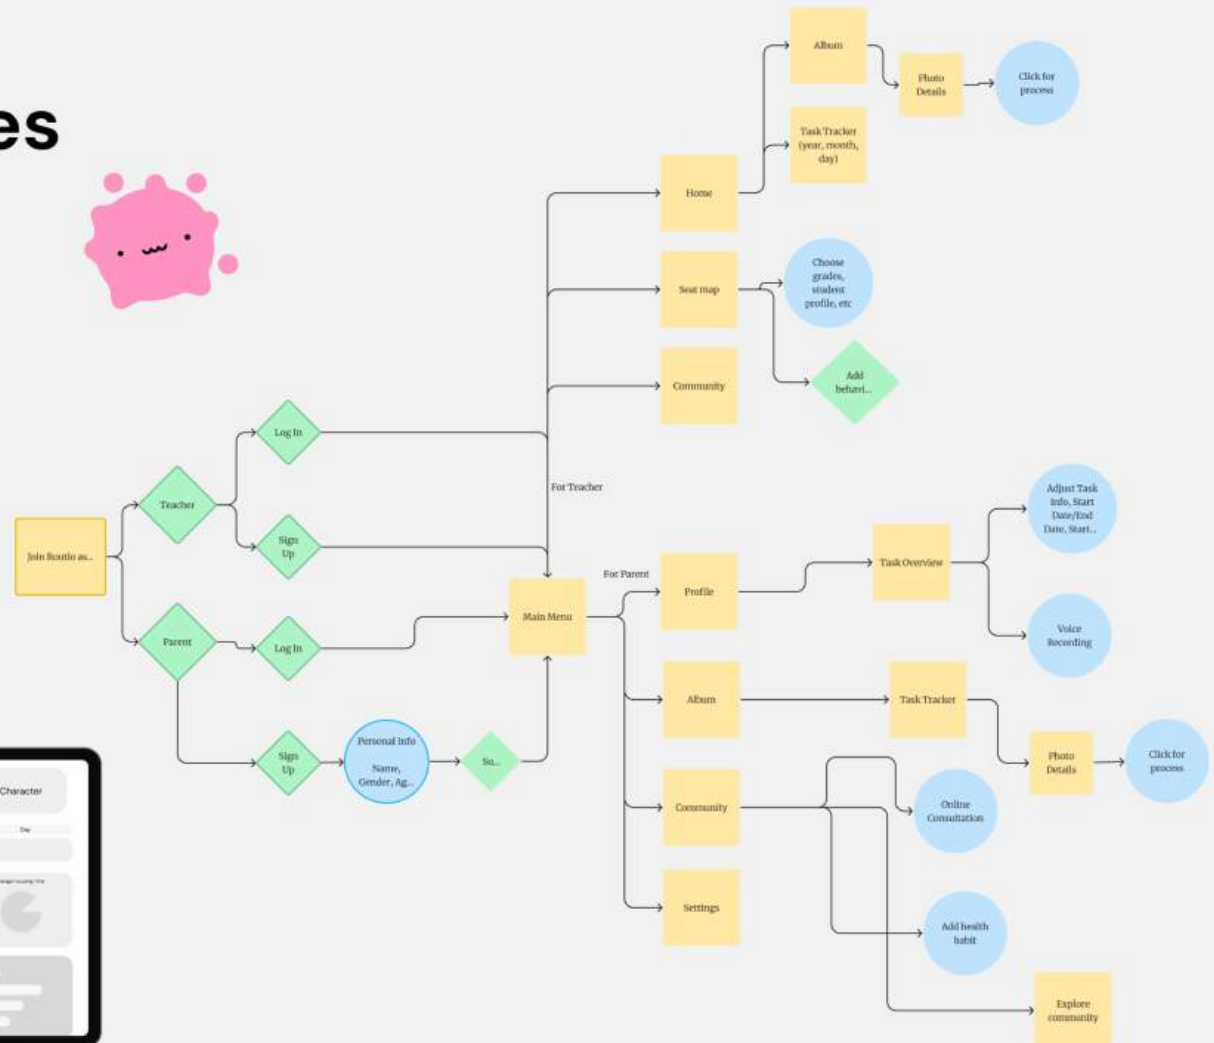 es
Album
Photo
Details
Click for
process
Task Tracker
(year, month,
day)
Home
Choose
grades,
student
profile, etc
Seat map
Add
behavi...
Community
Log In
For Teacher
Teacher
Sign
Up
Join Routio as...
Adjust Task
Info, Start
Date/End
Date, Start...
Task Overview
For Parent
Profile
Main Menu
Voice
Recording
Parent
Log In
Album
Task Tracker
Photo
Details
Click for
process
Sign
Up
Personal Info
Name,
Gender, Ag...
So...
Community
Online
Consultation
Settings
Add health
habit
Explore
community
Character
Day